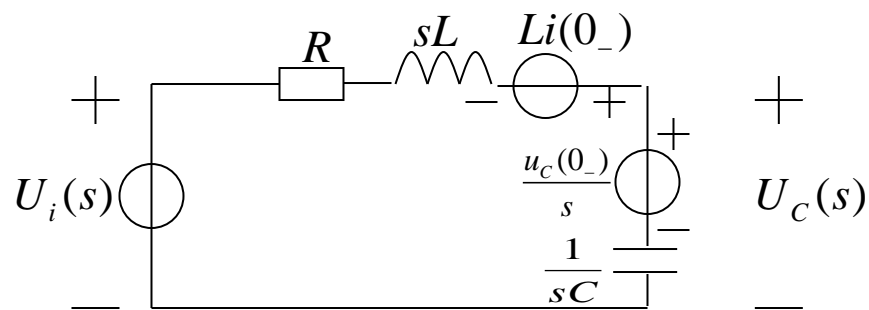 R
sL
Li(0_)
+
− +
+
+
U_i(s)
u_C(0_)/s
U_C(s)
−
1/sC
−
−